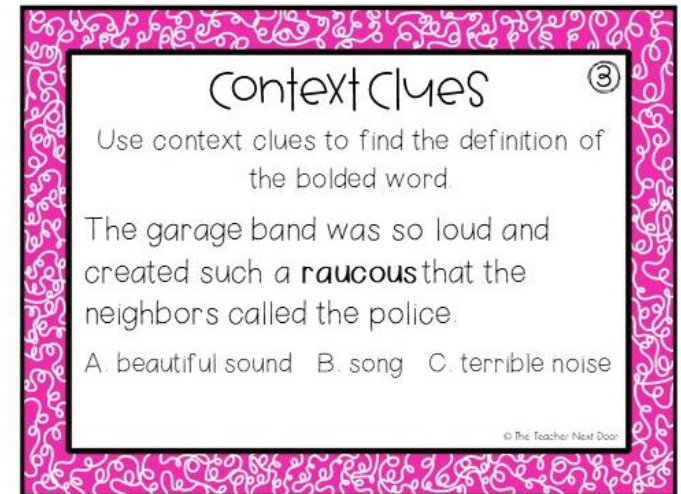 Context Clues
3
Use context clues to find the definition of
the bolded word.
The garage band was so loud and
created such a raucous that the
neighbors called the police.
A. beautiful sound B. song C. terrible noise
© The Teacher Next Door